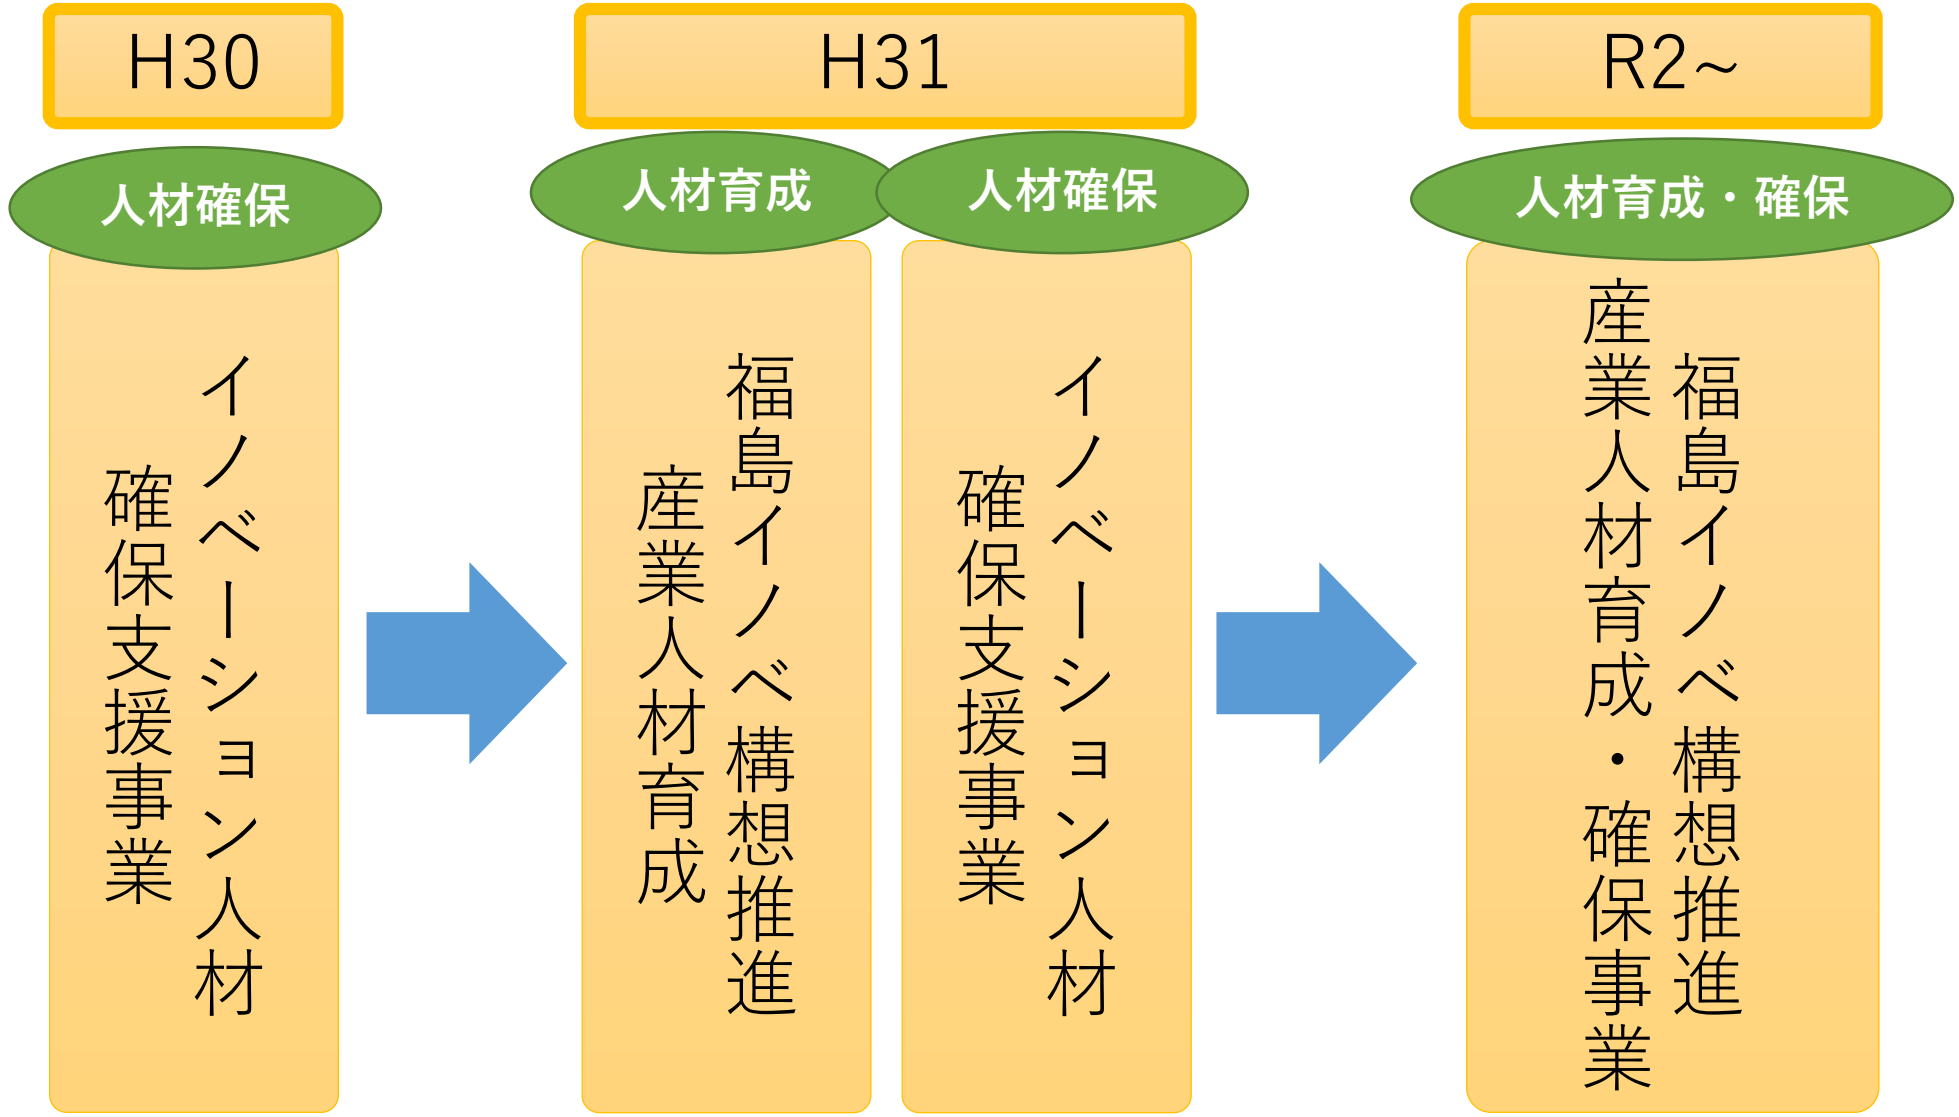 H30
人材確保
イノベーション人材
確保支援事業
H31
人材育成
福島イノベ構想推進
産業人材育成
人材確保
イノベーション人材
確保支援事業
R2~
人材育成・確保
福島イノベ構想推進
産業人材育成・確保事業